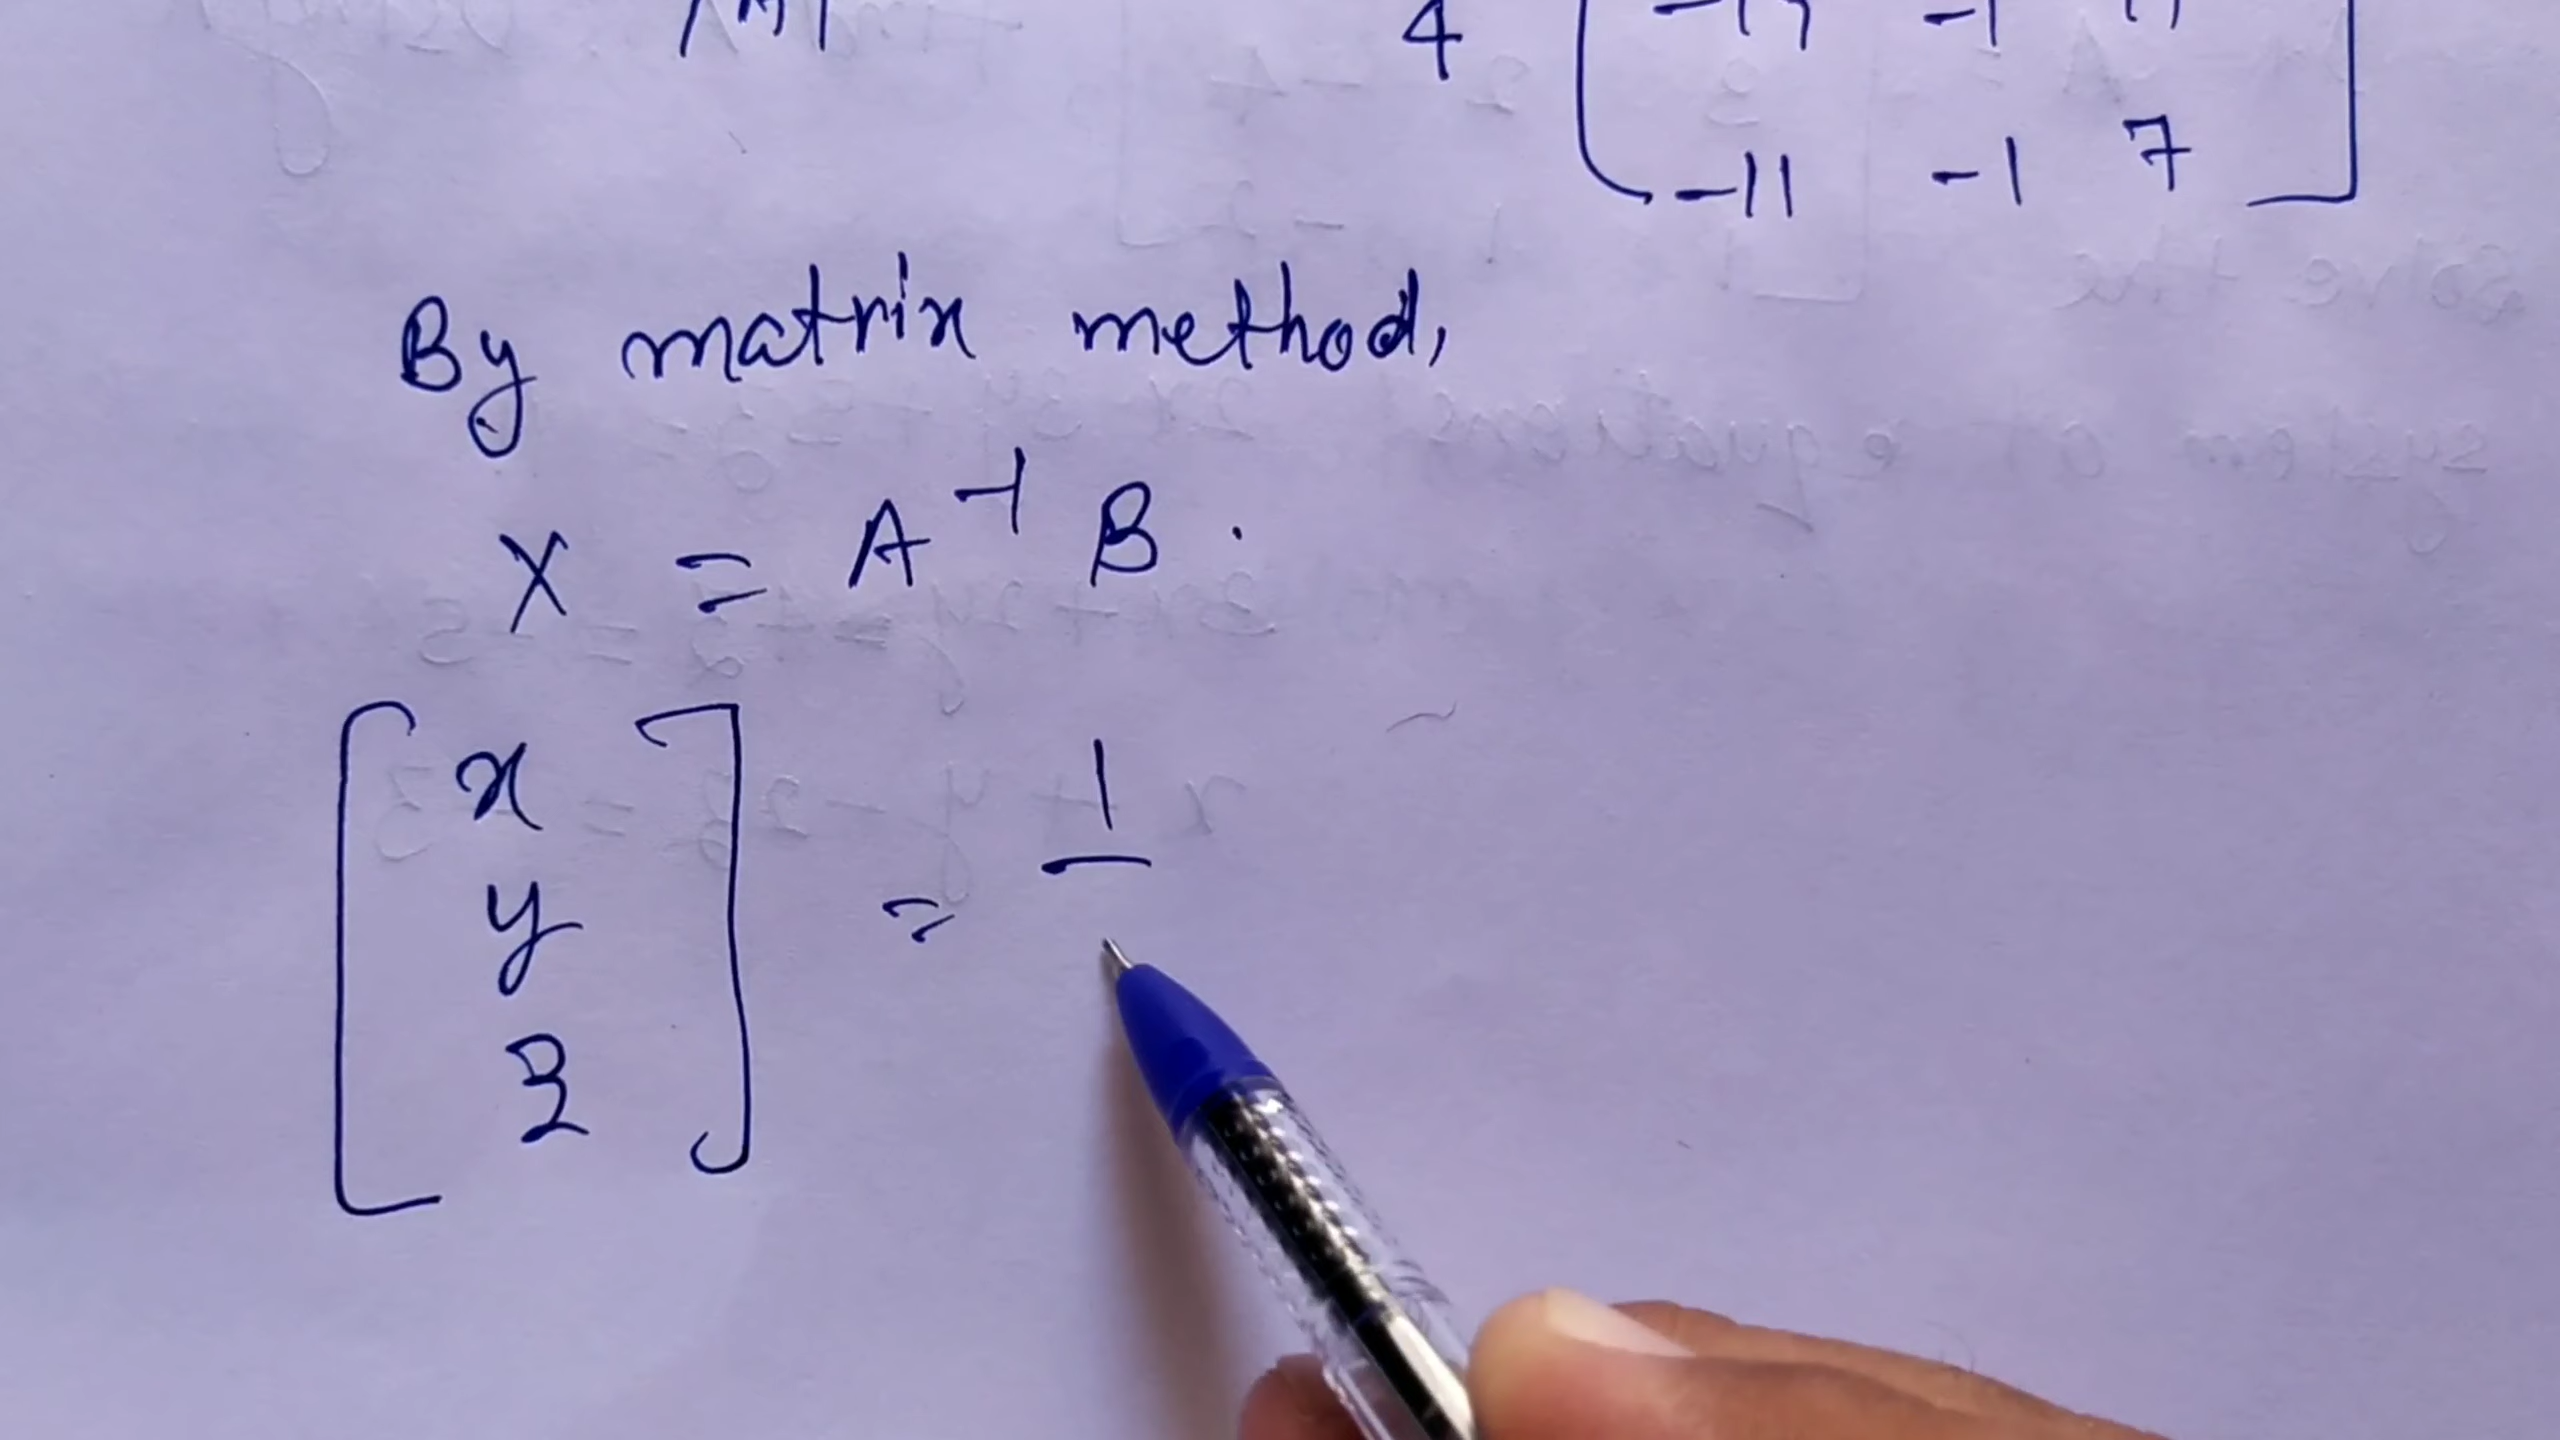 4
-11 -1 7
By matrix method,
X = A⁻¹ B .
x
y = 1
z